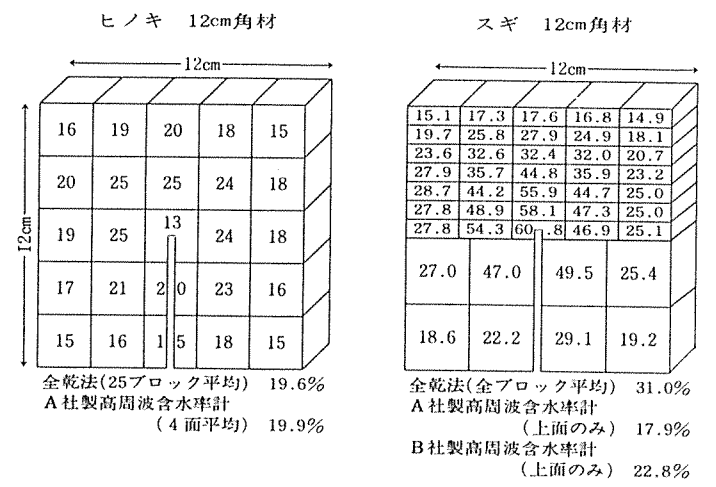 ヒノキ 12cm角材
12cm
12cm
16 19 20 18 15
20 25 25 24 18
19 25 13 24 18
17 21 20 23 16
15 16 15 18 15
全乾法(25ブロック平均) 19.6%
A社製高周波含水率計
(4面平均) 19.9%
スギ 12cm角材
12cm
15.1 17.3 17.6 16.8 14.9
19.7 25.8 27.9 24.9 18.1
23.6 32.6 32.4 32.0 20.7
27.9 35.7 44.8 35.9 23.2
28.7 44.2 55.9 44.7 25.0
27.8 48.9 58.1 47.3 25.0
27.8 54.3 60.8 46.9 25.1
27.0 47.0 49.5 25.4
18.6 22.2 29.1 19.2
全乾法(全ブロック平均) 31.0%
A社製高周波含水率計
(上面のみ) 17.9%
B社製高周波含水率計
(上面のみ) 22.8%